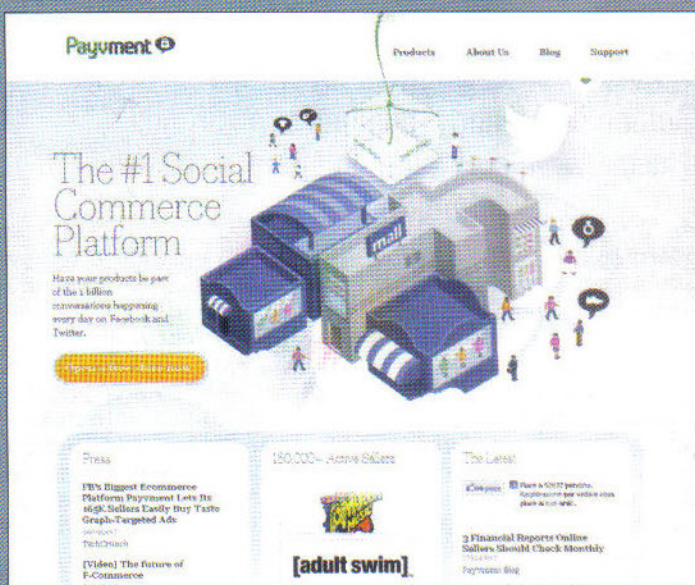 Payvment
Products About Us Blog Support
The #1 Social
Commerce
Platform
Have your products be part
of the 1 billion
conversations happening
every day on Facebook and
Twitter.
mall
Press
FB's Biggest Ecommerce
Platform Payvment Lets Its
165K Sellers Easily Buy Taste
Graph-Targeted Ads
TechCrunch
[Video] The Future of
F-Commerce
150,000+ Active Sellers
[adult swim]
The Latest
3 Financial Reports Online
Sellers Should Check Monthly
Payvment Blog